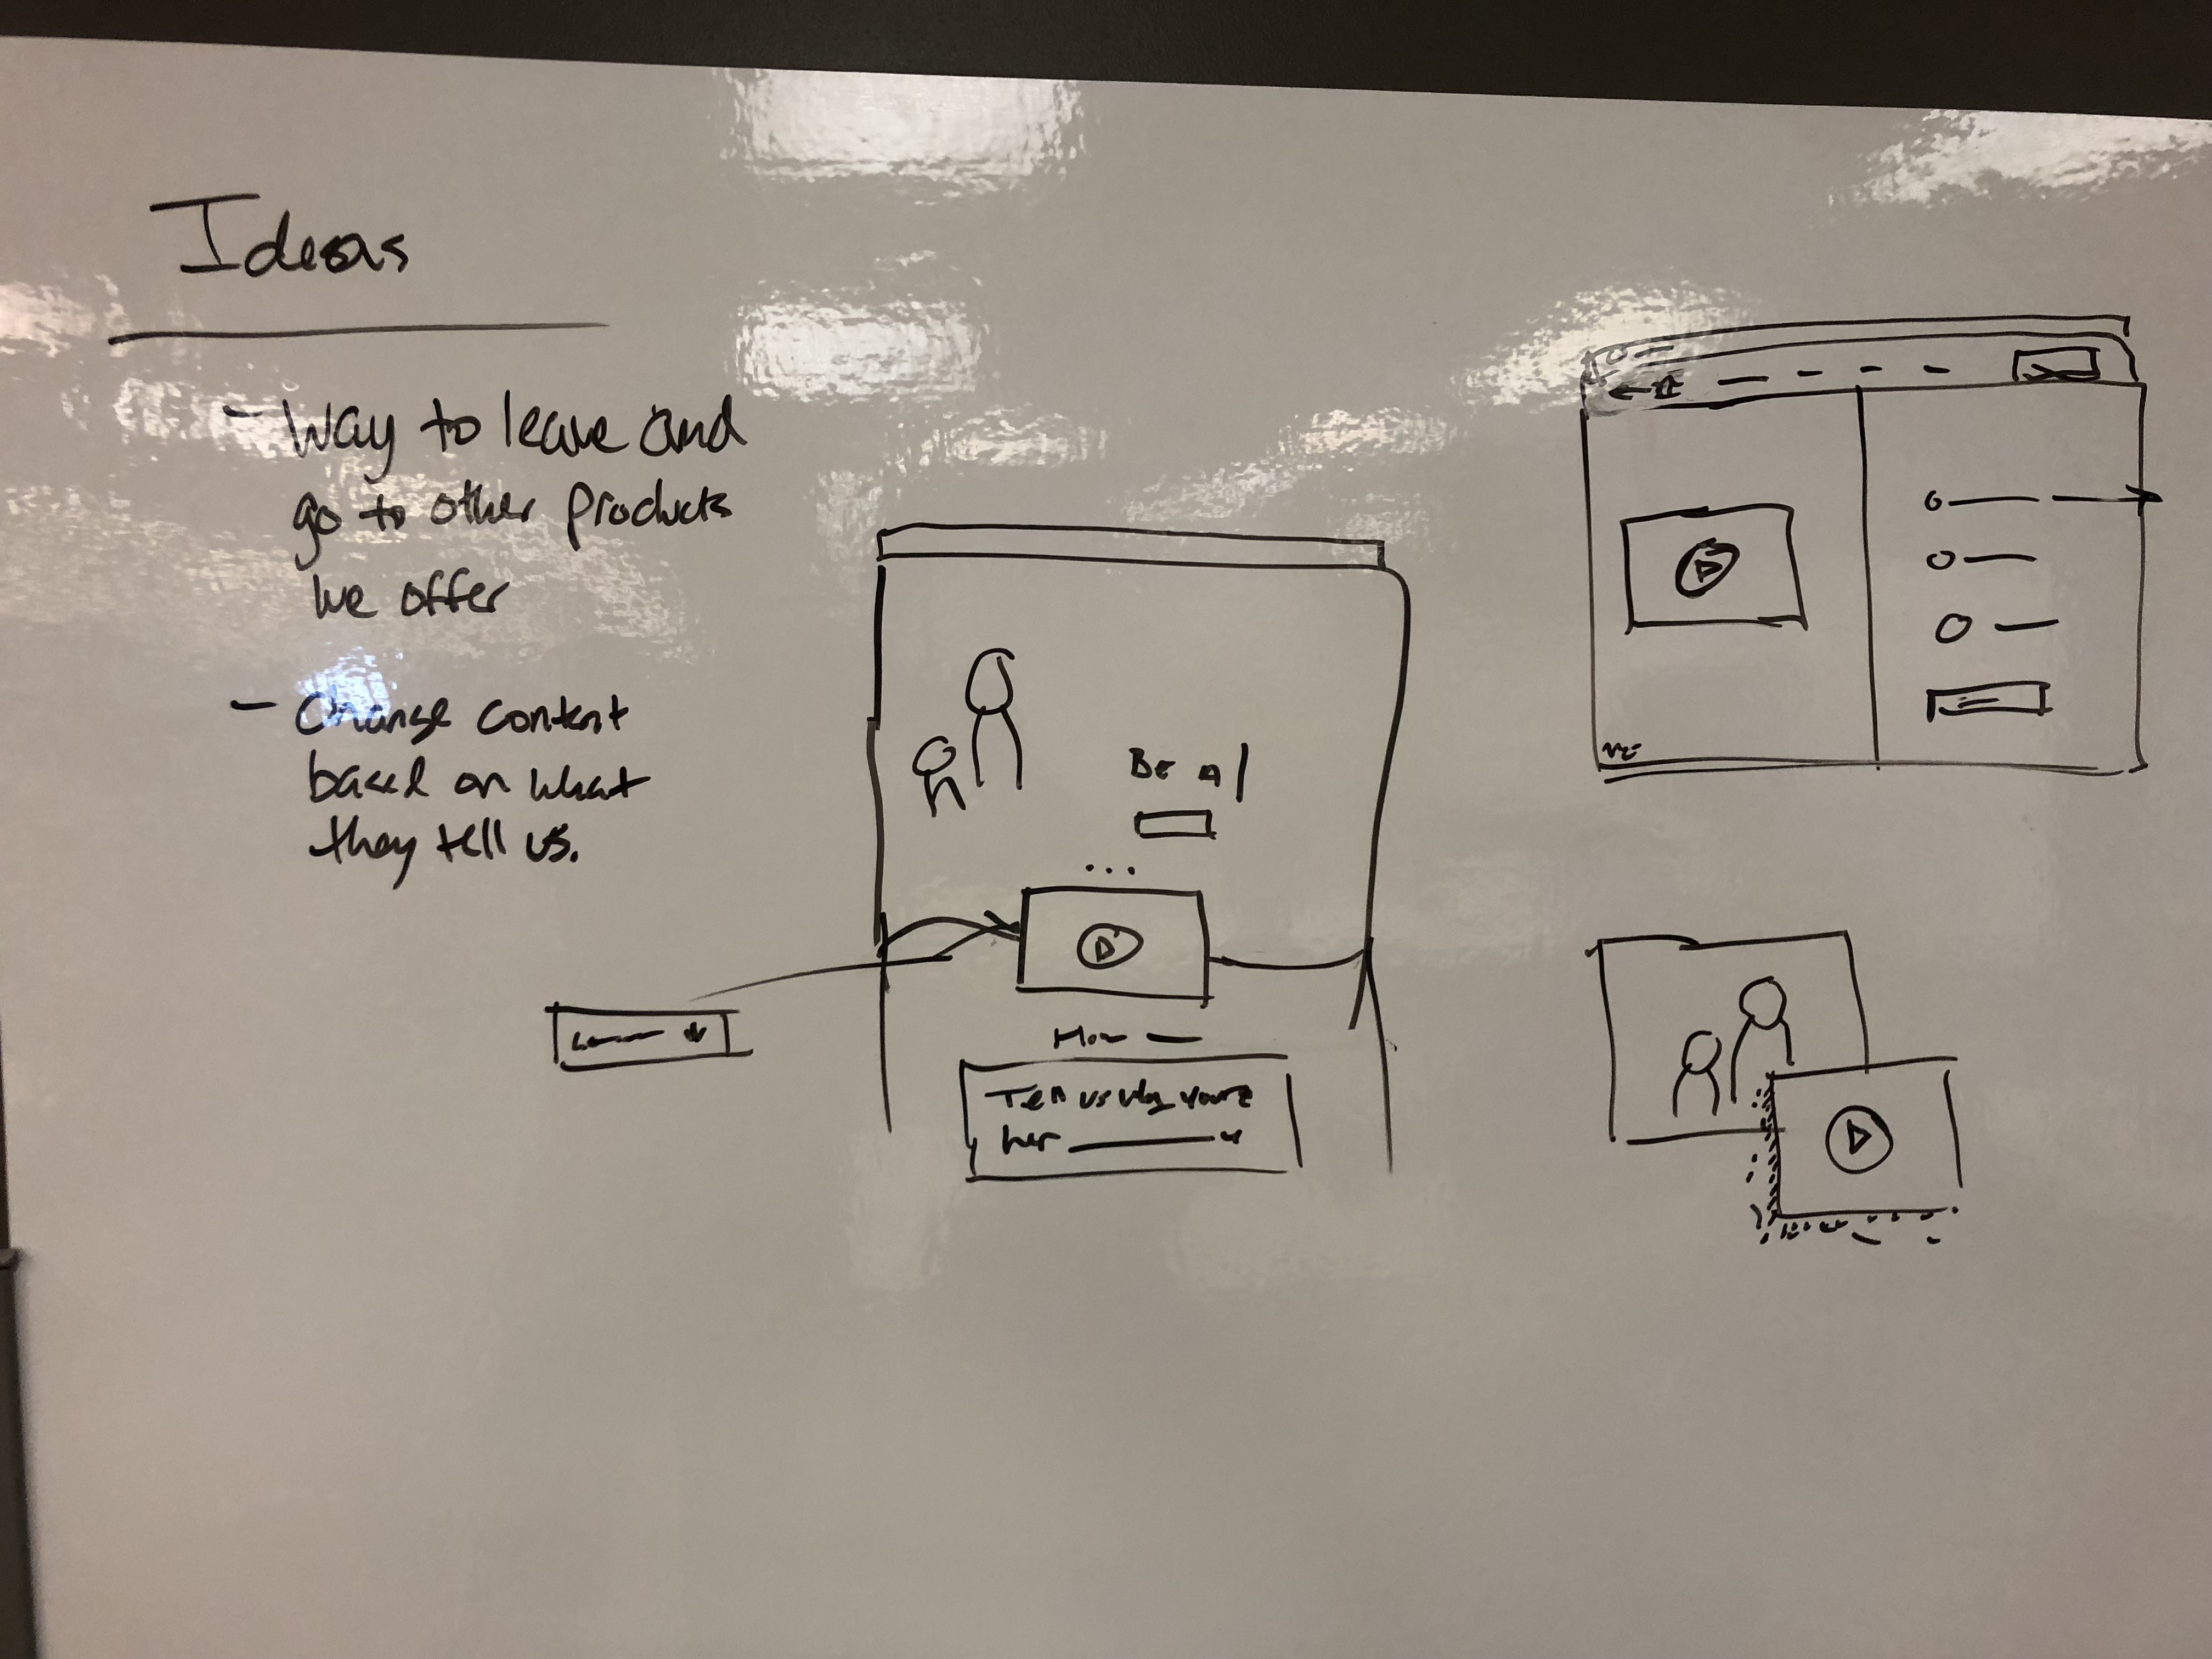 Ideas
- Way to leave and
go to other products
we offer
- Change content
based on what
they tell us.
Be A
...
How
Tell us why you're
here